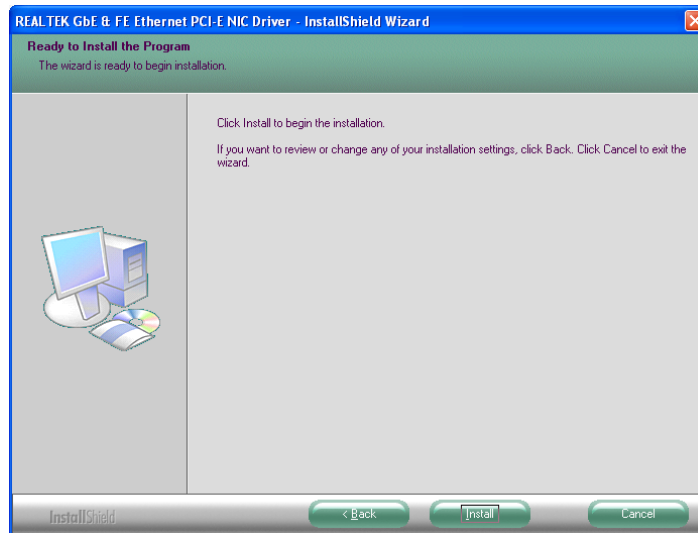 REALTEK GbE & FE Ethernet PCI-E NIC Driver - InstallShield Wizard
Ready to Install the Program
The wizard is ready to begin installation.
Click Install to begin the installation.
If you want to review or change any of your installation settings, click Back. Click Cancel to exit the
wizard.
InstallShield
< Back
Install
Cancel